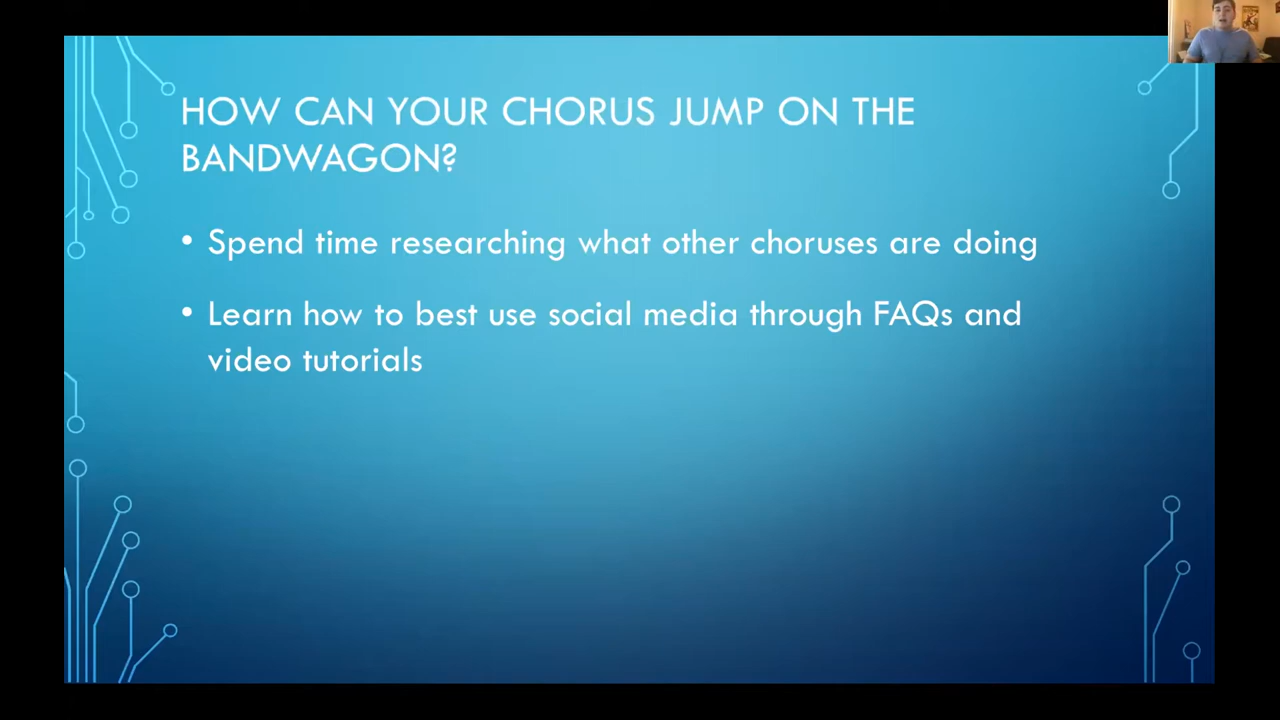 HOW CAN YOUR CHORUS JUMP ON THE
BANDWAGON?
• Spend time researching what other choruses are doing
• Learn how to best use social media through FAQs and
video tutorials